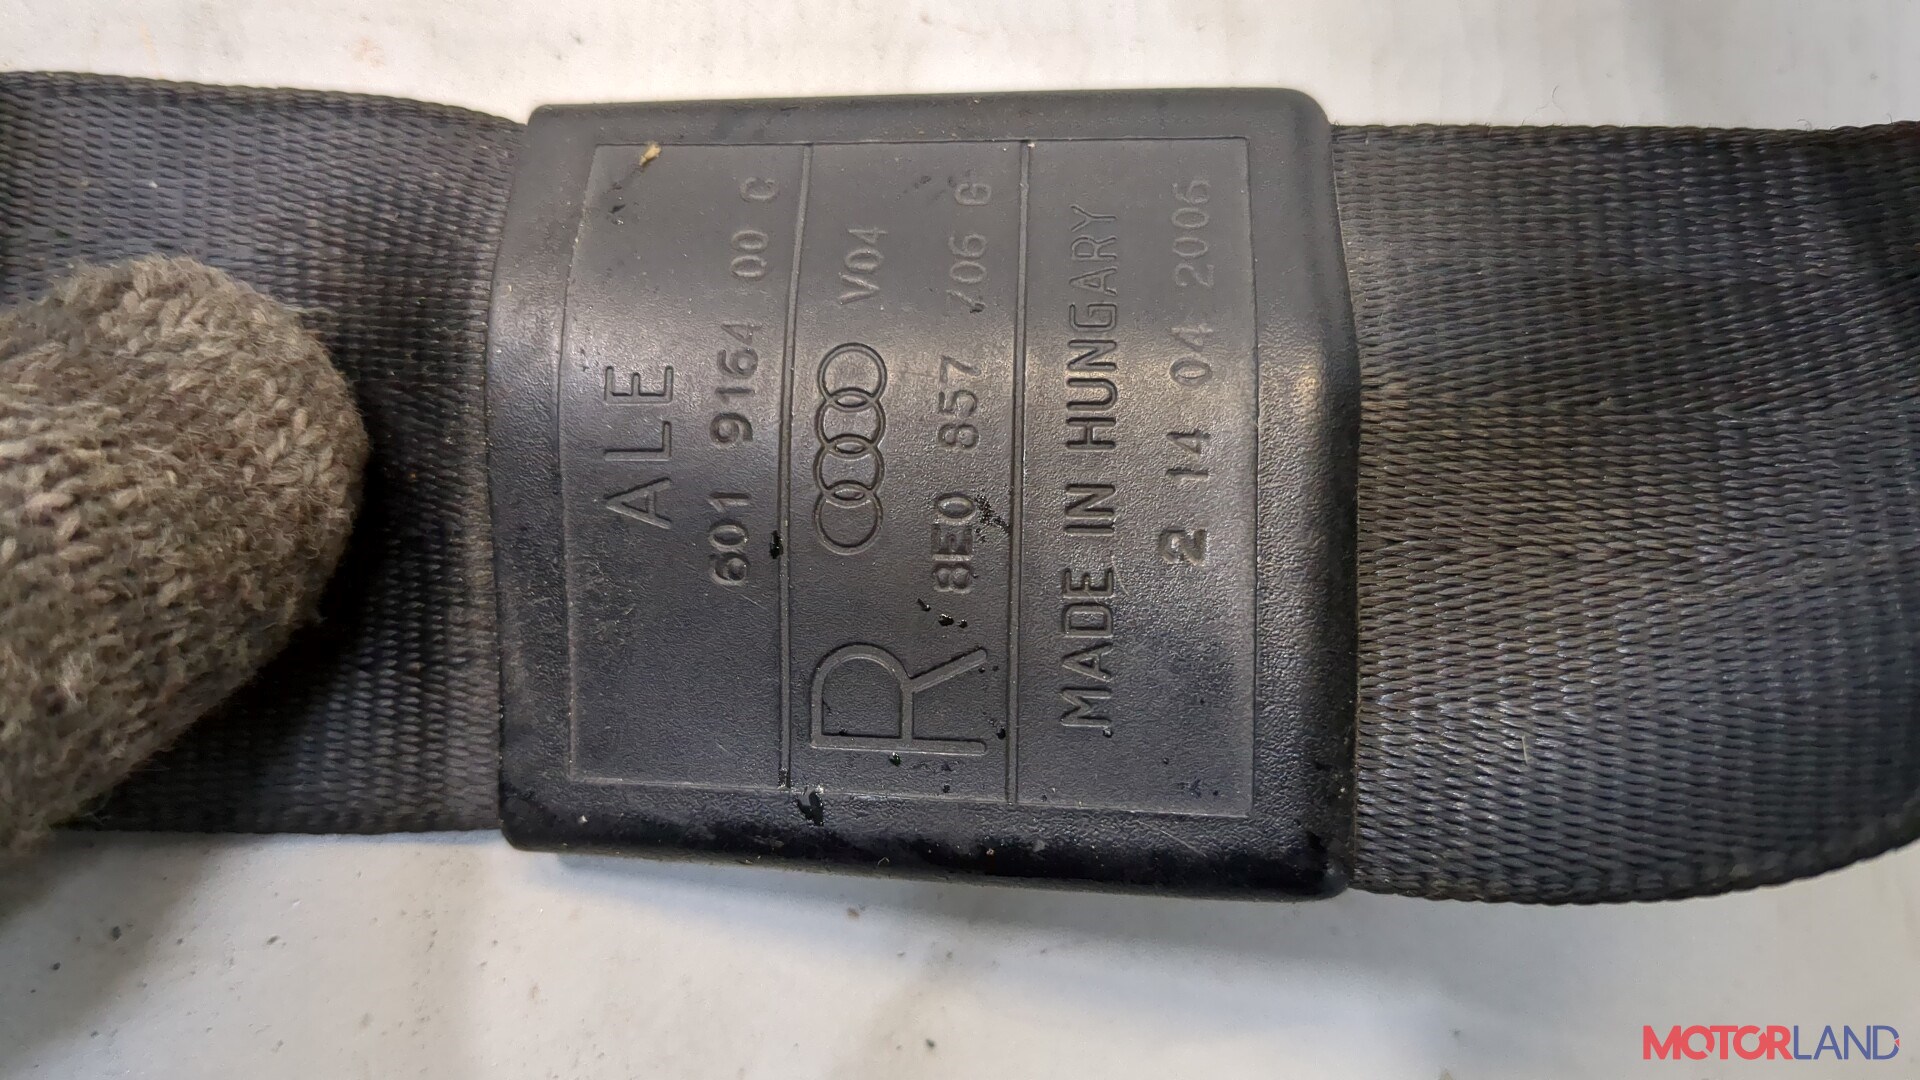 ALE
601 9164 00 C
R V04
8E0 857 706 G
MADE IN HUNGARY
2 14 04 2006
MOTORLAND